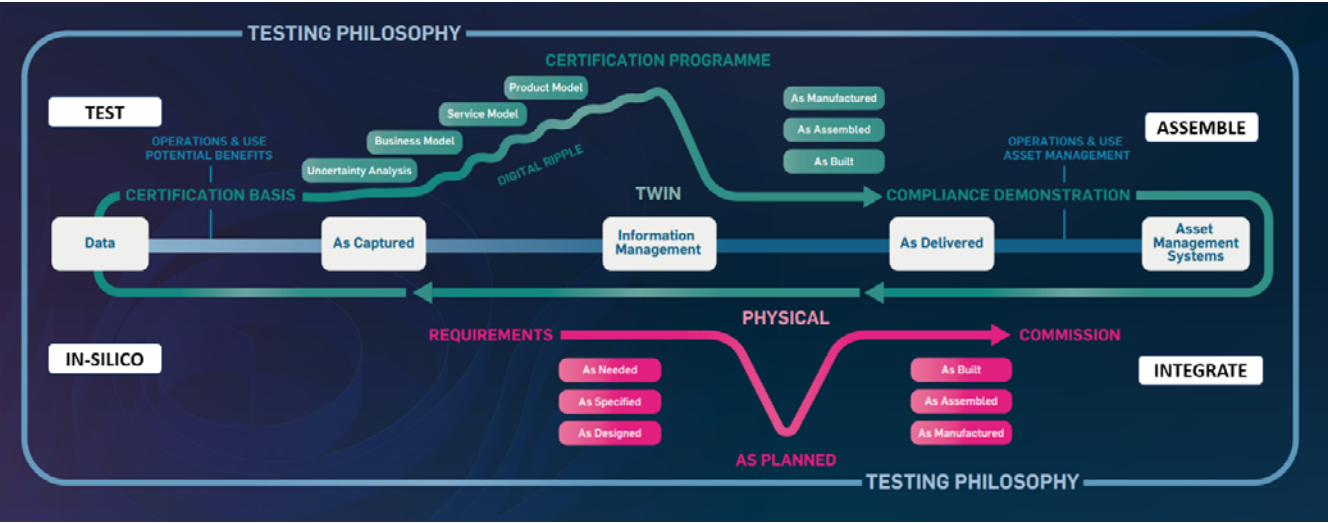 TESTING PHILOSOPHY
CERTIFICATION PROGRAMME
TEST
Product Model
Service Model
Business Model
Uncertainty Analysis
DIGITAL RIPPLE
OPERATIONS & USE
POTENTIAL BENEFITS
As Manufactured
As Assembled
As Built
ASSEMBLE
OPERATIONS & USE
ASSET MANAGEMENT
CERTIFICATION BASIS
TWIN
COMPLIANCE DEMONSTRATION
Data
As Captured
Information
Management
As Delivered
Asset
Management
Systems
PHYSICAL
REQUIREMENTS
COMMISSION
IN-SILICO
INTEGRATE
As Needed
As Specified
As Designed
As Built
As Assembled
As Manufactured
AS PLANNED
TESTING PHILOSOPHY